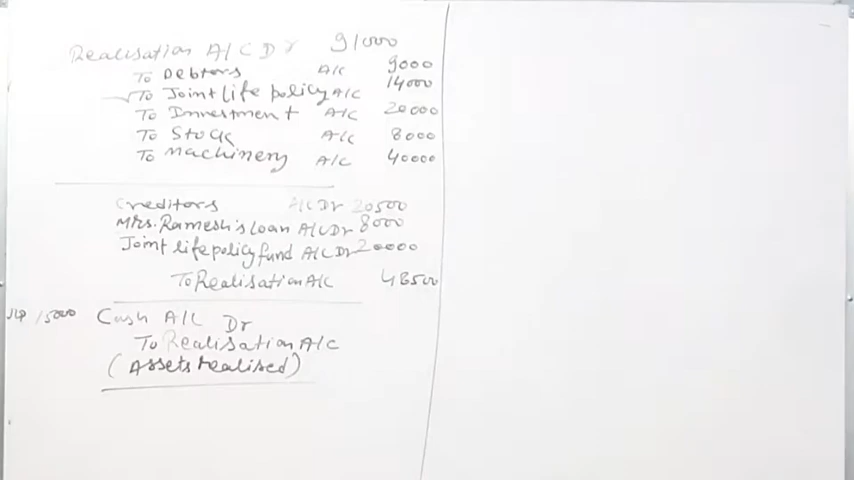 Realisation A/C Dr 91000
To Debtors A/C 9000
To Joint life policy A/C 14000
To Investment A/C 20000
To Stock A/C 8000
To Machinery A/C 40000
Creditors A/C Dr 20500
Mrs. Ramesh's loan A/C Dr 8000
Joint life policy fund A/C Dr 20000
To Realisation A/C 48500
JLP 15000 Cash A/C Dr
To Realisation A/C
(Assets realised)